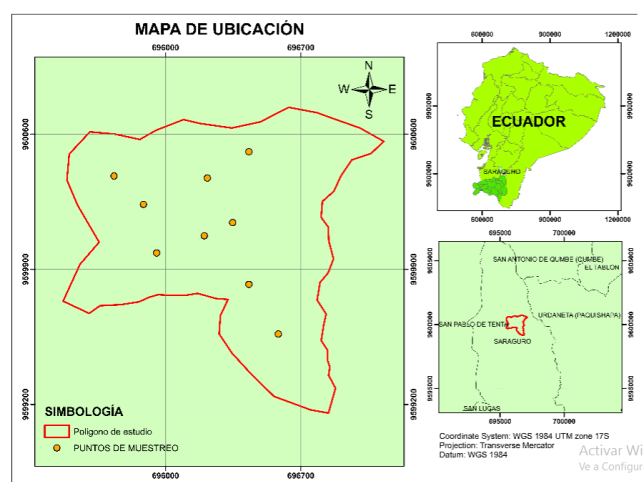 MAPA DE UBICACIÓN
696000
696700
N
W E
S
9600600
9600600
9599900
9599900
9599200
9599200
SIMBOLOGÍA
Polígono de estudio
PUNTOS DE MUESTREO
696000
696700
600000
900000
1200000
9900000
9900000
ECUADOR
SARAGURO
9600000
9600000
600000
900000
1200000
695000
700000
9605000
9605000
SAN ANTONIO DE QUMBE (CUMBE)
EL TABLON
URDANETA (PAQUISHAPA)
9600000
9600000
SAN PABLO DE TENTA
SARAGURO
9595000
9595000
SAN LUCAS
695000
700000
Coordinate System: WGS 1984 UTM zone 17S
Projection: Transverse Mercator
Datum: WGS 1984
Activar Wi
Ve a Configur